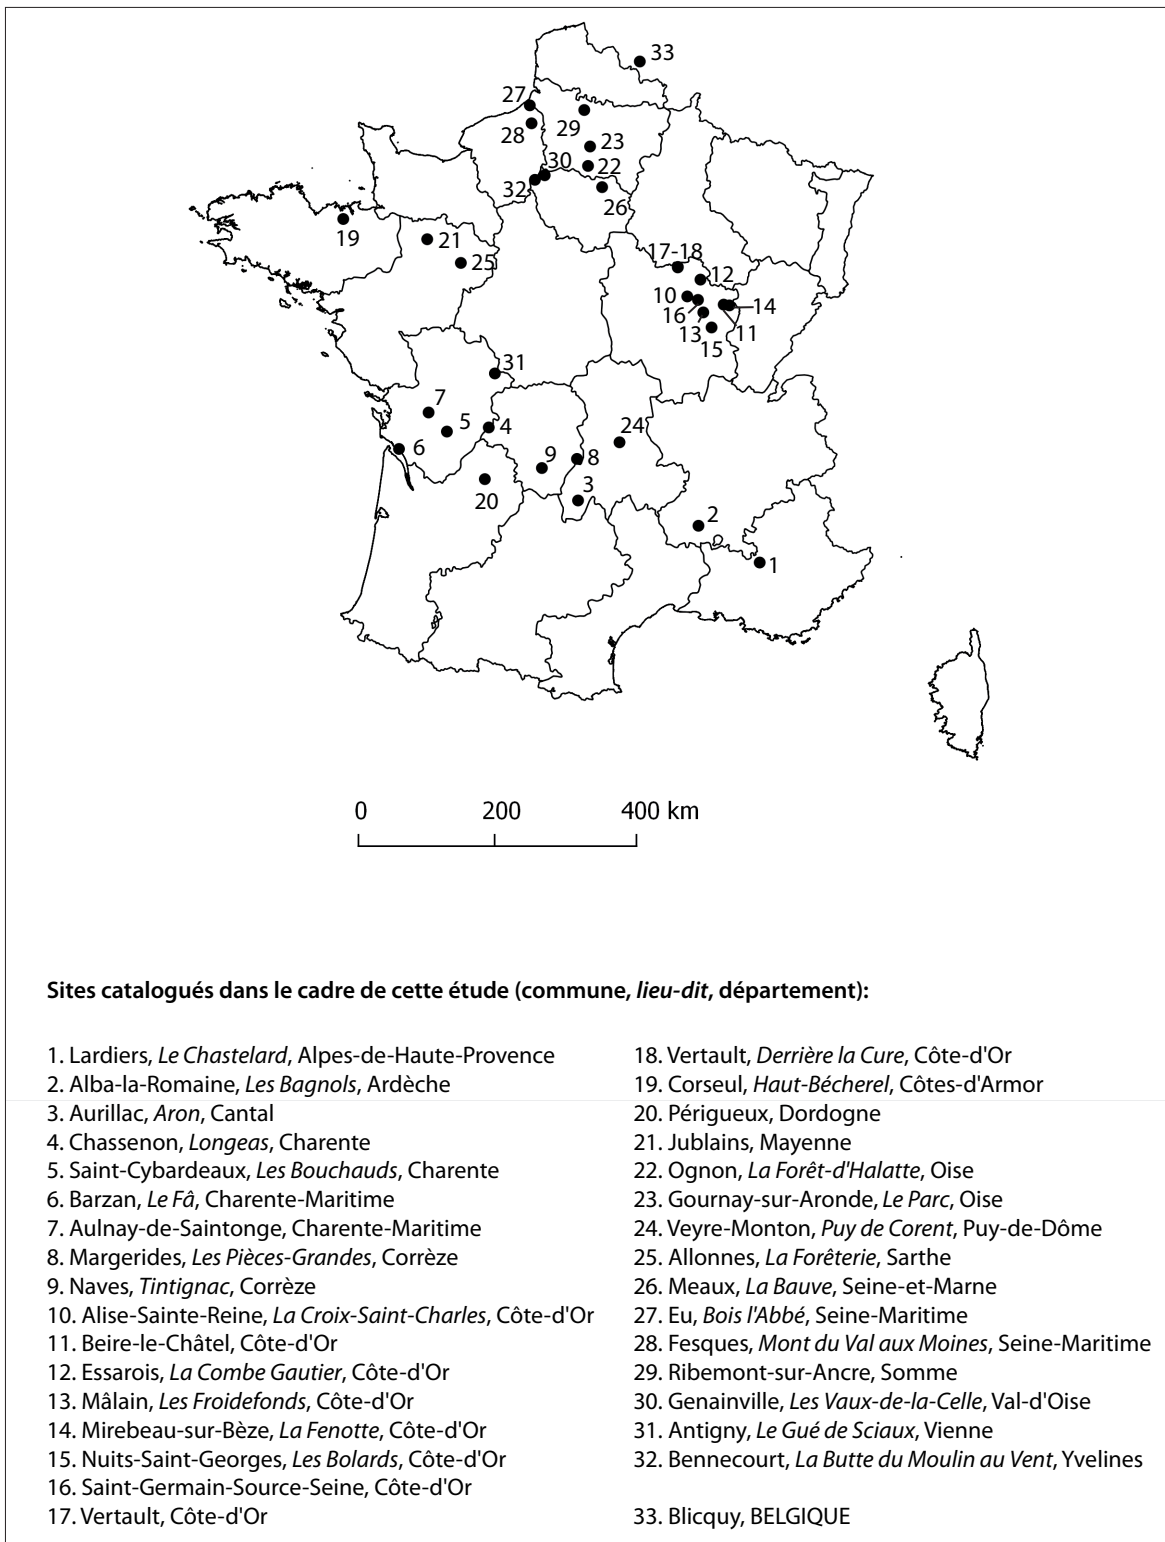 33
27
29
28
23
30
22
32
26
19
21
25
17-18
12
10
14
16
13
11
15
31
7
5
4
24
6
9
8
20
3
2
1
0 200 400 km
Sites catalogués dans le cadre de cette étude (commune, lieu-dit, département):
1. Lardiers, Le Chastelard, Alpes-de-Haute-Provence
2. Alba-la-Romaine, Les Bagnols, Ardèche
3. Aurillac, Aron, Cantal
4. Chassenon, Longeas, Charente
5. Saint-Cybardeaux, Les Bouchauds, Charente
6. Barzan, Le Fâ, Charente-Maritime
7. Aulnay-de-Saintonge, Charente-Maritime
8. Margerides, Les Pièces-Grandes, Corrèze
9. Naves, Tintignac, Corrèze
10. Alise-Sainte-Reine, La Croix-Saint-Charles, Côte-d'Or
11. Beire-le-Châtel, Côte-d'Or
12. Essarois, La Combe Gautier, Côte-d'Or
13. Mâlain, Les Froidefonds, Côte-d'Or
14. Mirebeau-sur-Bèze, La Fenotte, Côte-d'Or
15. Nuits-Saint-Georges, Les Bolards, Côte-d'Or
16. Saint-Germain-Source-Seine, Côte-d'Or
17. Vertault, Côte-d'Or
18. Vertault, Derrière la Cure, Côte-d'Or
19. Corseul, Haut-Bécherel, Côtes-d'Armor
20. Périgueux, Dordogne
21. Jublains, Mayenne
22. Ognon, La Forêt-d'Halatte, Oise
23. Gournay-sur-Aronde, Le Parc, Oise
24. Veyre-Monton, Puy de Corent, Puy-de-Dôme
25. Allonnes, La Forêterie, Sarthe
26. Meaux, La Bauve, Seine-et-Marne
27. Eu, Bois l'Abbé, Seine-Maritime
28. Fesques, Mont du Val aux Moines, Seine-Maritime
29. Ribemont-sur-Ancre, Somme
30. Genainville, Les Vaux-de-la-Celle, Val-d'Oise
31. Antigny, Le Gué de Sciaux, Vienne
32. Bennecourt, La Butte du Moulin au Vent, Yvelines
33. Blicquy, BELGIQUE